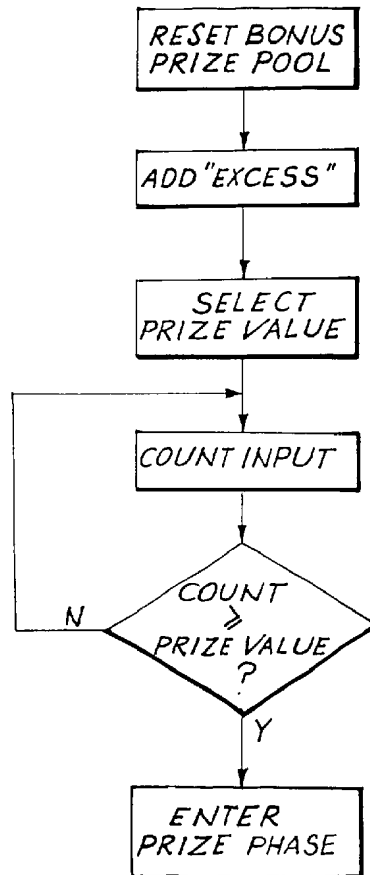 RESET BONUS
PRIZE POOL
ADD "EXCESS"
SELECT
PRIZE VALUE
COUNT INPUT
COUNT
≥
PRIZE VALUE
?
N
Y
ENTER
PRIZE PHASE